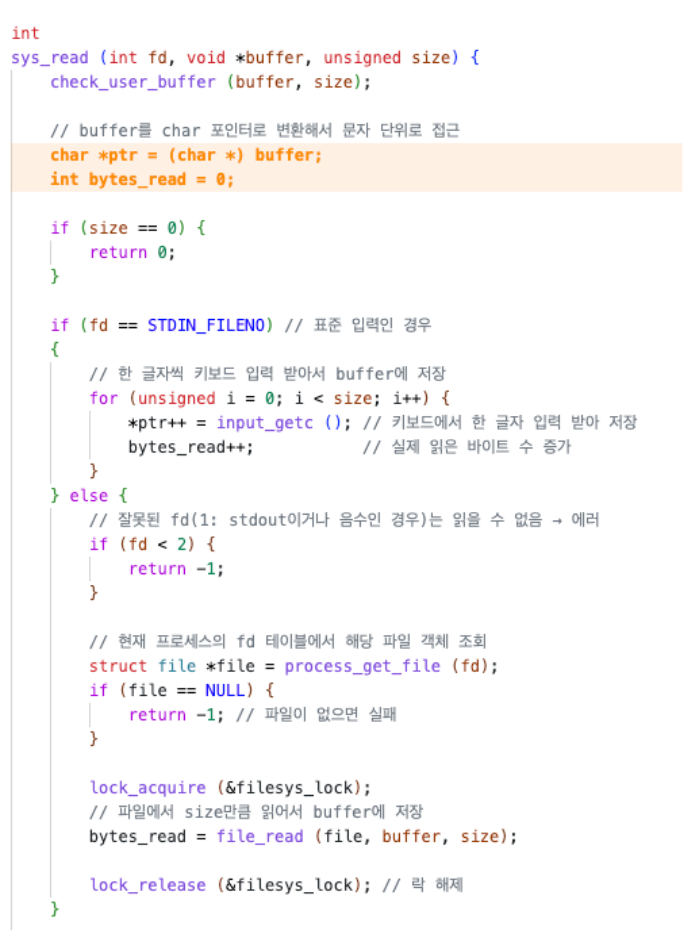 int
sys_read (int fd, void *buffer, unsigned size) {
    check_user_buffer (buffer, size);

    // buffer를 char 포인터로 변환해서 문자 단위로 접근
    char *ptr = (char *) buffer;
    int bytes_read = 0;

    if (size == 0) {
        return 0;
    }

    if (fd == STDIN_FILENO) // 표준 입력인 경우
    {
        // 한 글자씩 키보드 입력 받아서 buffer에 저장
        for (unsigned i = 0; i < size; i++) {
            *ptr++ = input_getc (); // 키보드에서 한 글자 입력 받아 저장
            bytes_read++;           // 실제 읽은 바이트 수 증가
        }
    } else {
        // 잘못된 fd(1: stdout이거나 음수인 경우)는 읽을 수 없음 → 에러
        if (fd < 2) {
            return -1;
        }

        // 현재 프로세스의 fd 테이블에서 해당 파일 객체 조회
        struct file *file = process_get_file (fd);
        if (file == NULL) {
            return -1; // 파일이 없으면 실패
        }

        lock_acquire (&filesys_lock);
        // 파일에서 size만큼 읽어서 buffer에 저장
        bytes_read = file_read (file, buffer, size);

        lock_release (&filesys_lock); // 락 해제
    }